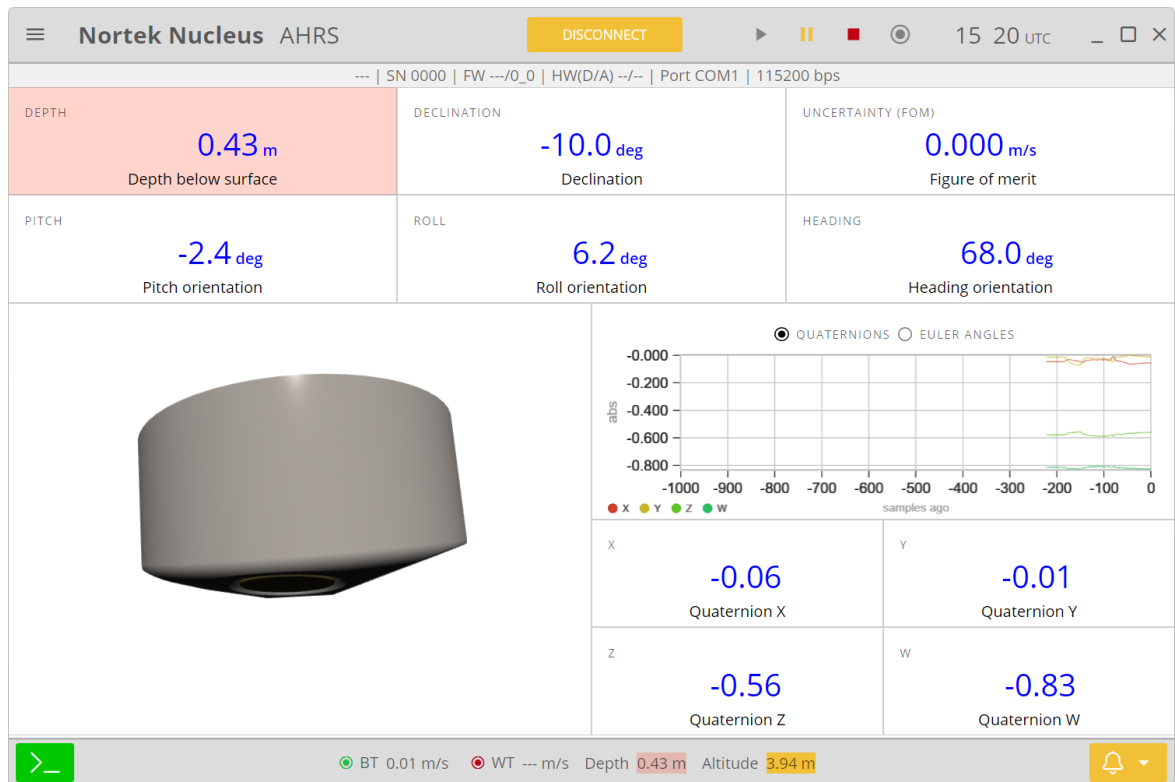 Nortek Nucleus AHRS DISCONNECT 15 20 UTC
--- | SN 0000 | FW ---/0_0 | HW(D/A) --/-- | Port COM1 | 115200 bps
DEPTH
0.43 m
Depth below surface
DECLINATION
-10.0 deg
Declination
UNCERTAINTY (FOM)
0.000 m/s
Figure of merit
PITCH
-2.4 deg
Pitch orientation
ROLL
6.2 deg
Roll orientation
HEADING
68.0 deg
Heading orientation
QUATERNIONS EULER ANGLES
-0.000
-0.200
-0.400
-0.600
-0.800
abs
-1000 -900 -800 -700 -600 -500 -400 -300 -200 -100 0
X Y Z W samples ago
X
-0.06
Quaternion X
Y
-0.01
Quaternion Y
Z
-0.56
Quaternion Z
W
-0.83
Quaternion W
>_ BT 0.01 m/s WT --- m/s Depth 0.43 m Altitude 3.94 m